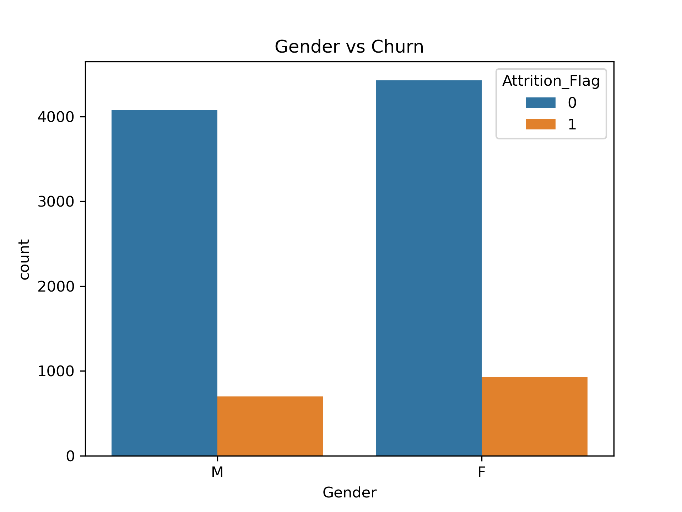 Gender vs Churn
Attrition_Flag
0
1
4000
3000
2000
1000
0
count
M
F
Gender